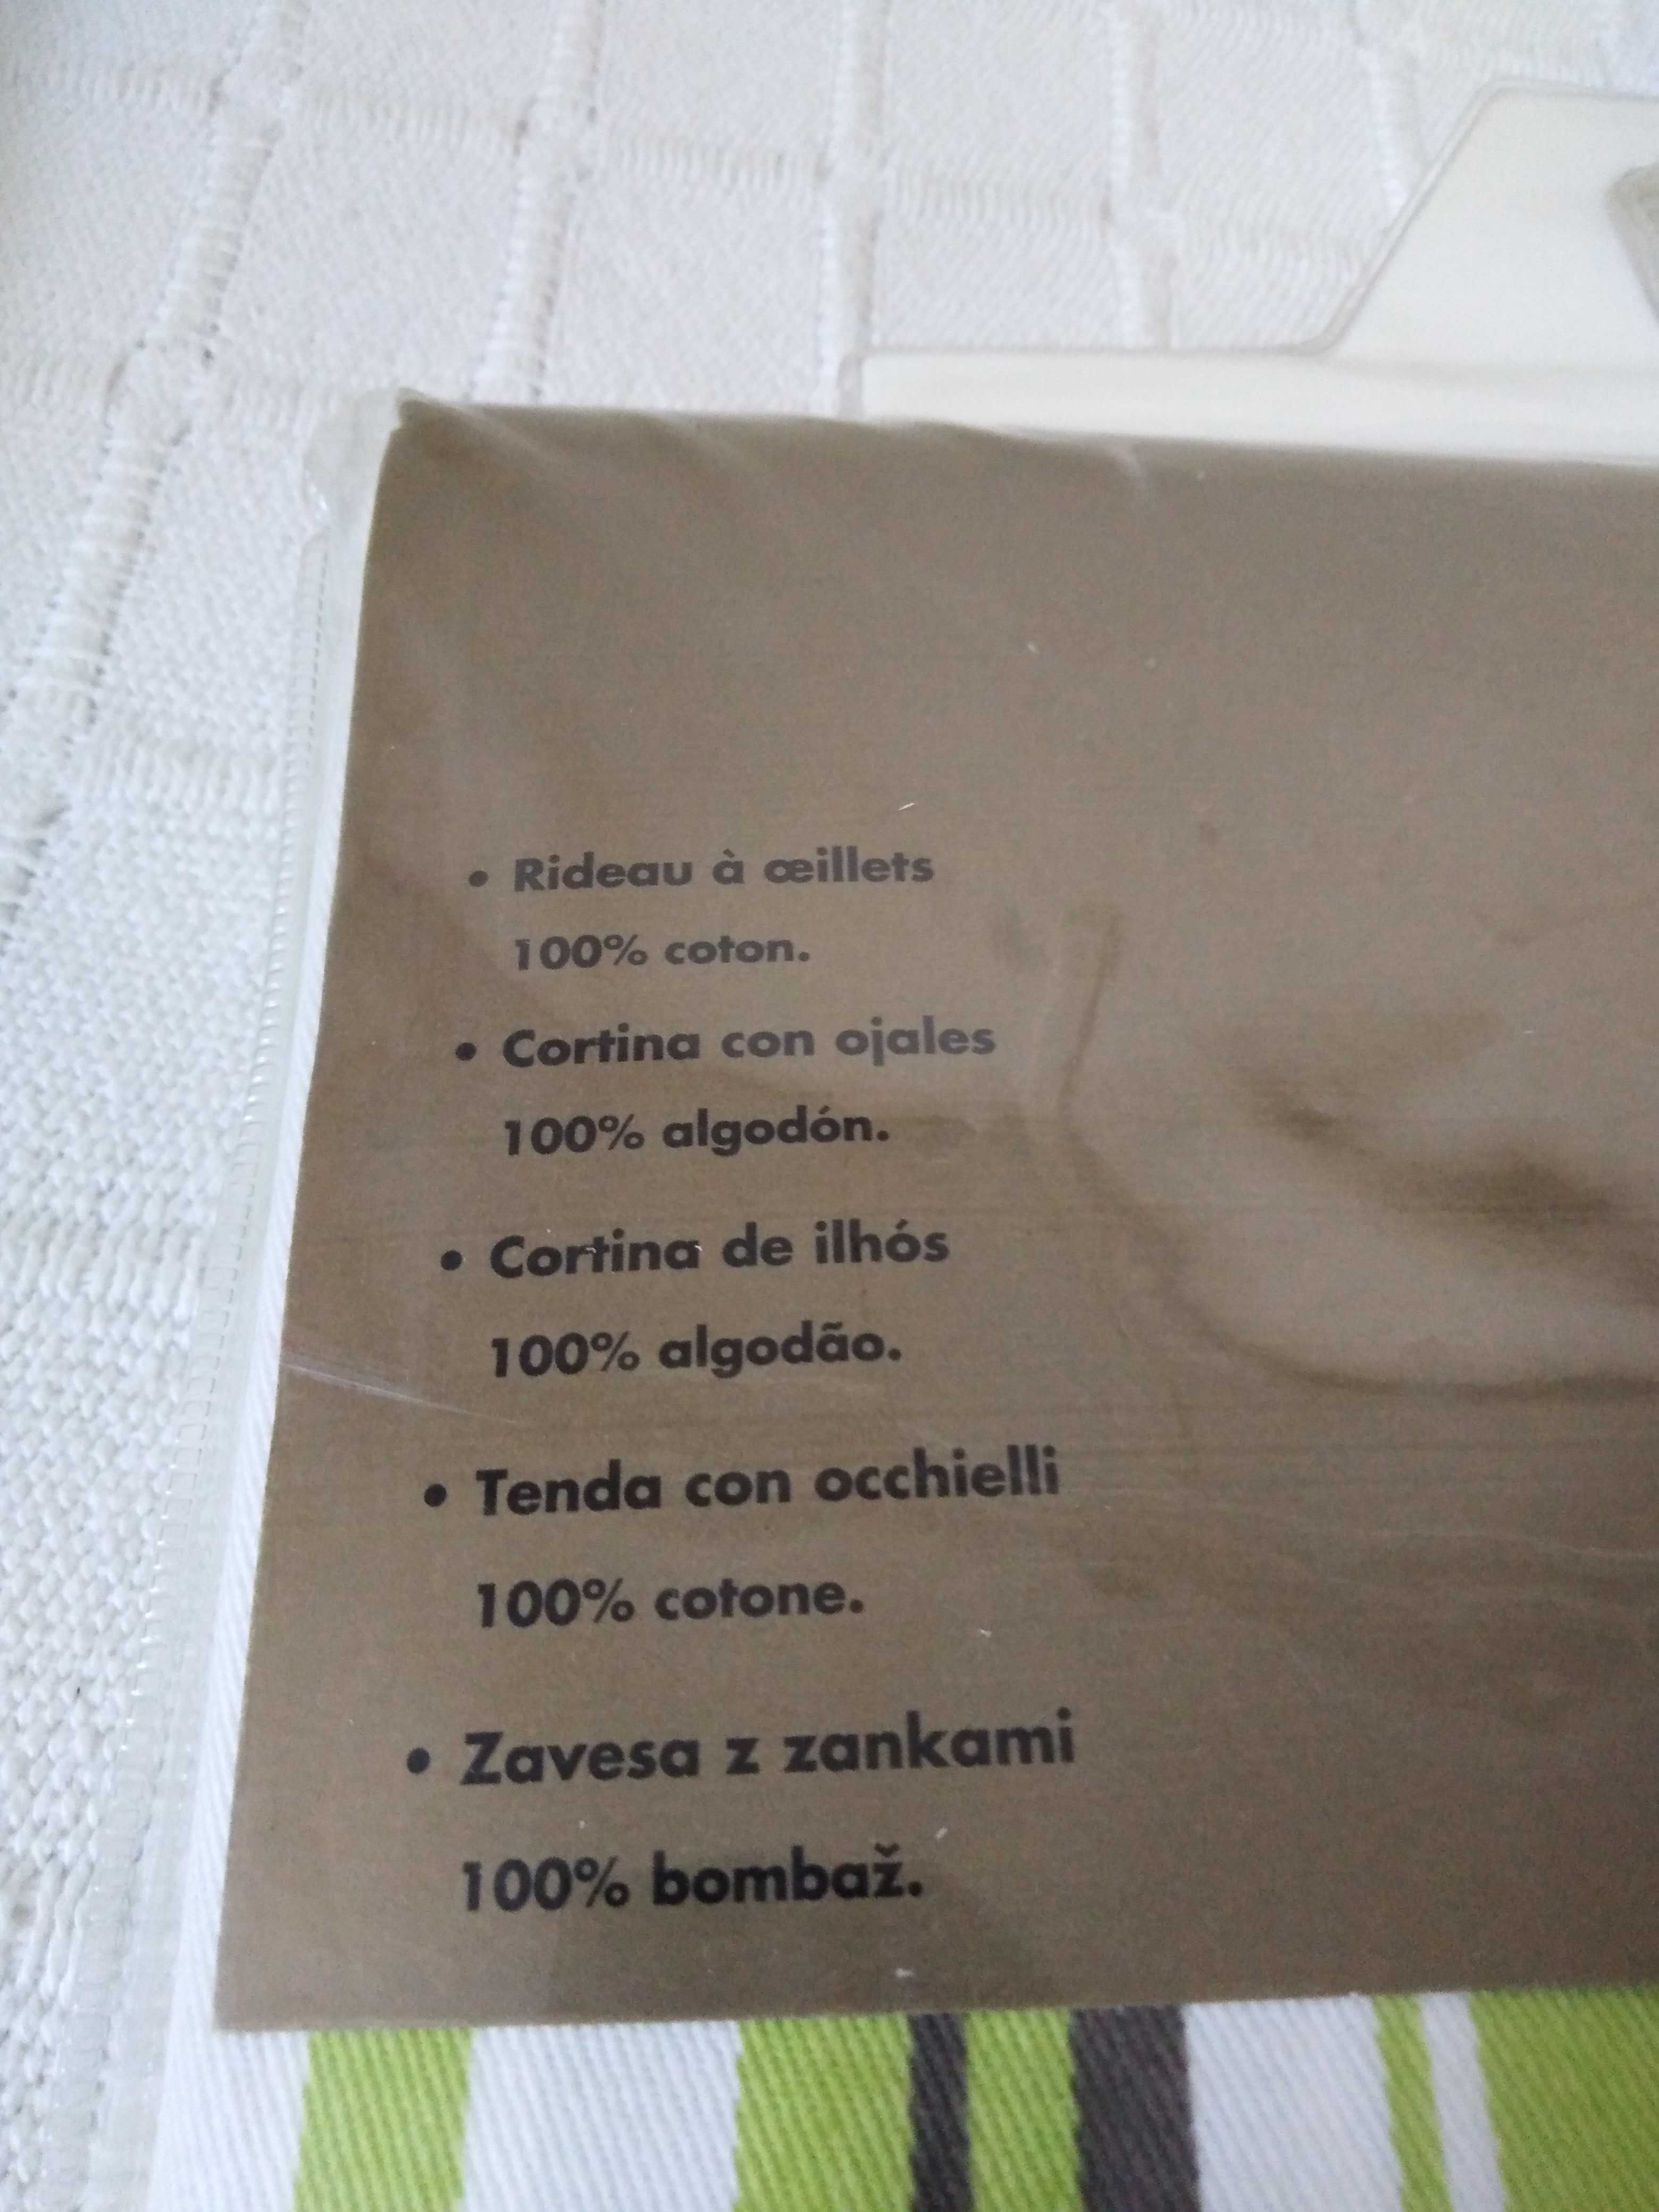 • Rideau à œillets
100% coton.
• Cortina con ojales
100% algodón.
• Cortina de ilhós
100% algodão.
• Tenda con occhielli
100% cotone.
• Zavesa z zankami
100% bombaž.